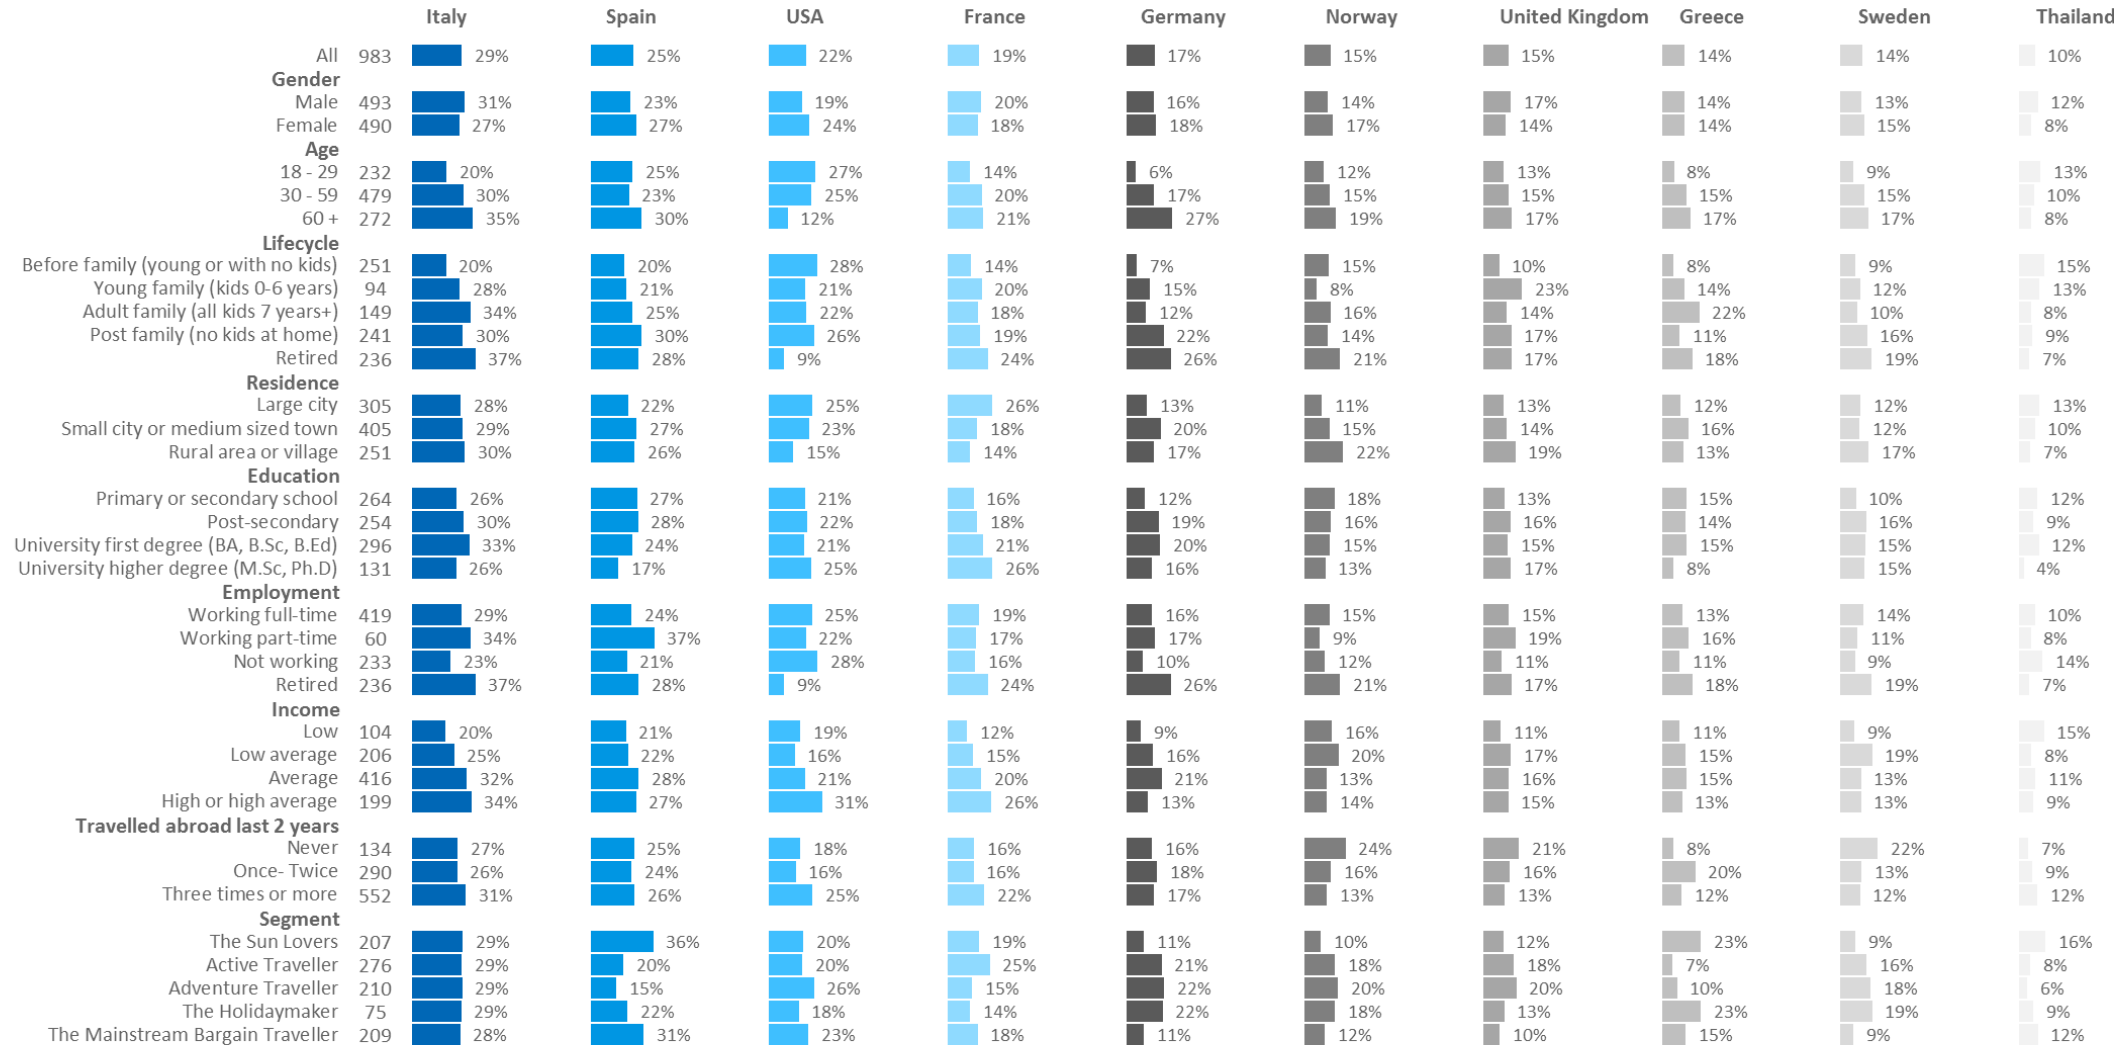 Italy Spain USA France Germany Norway United Kingdom Greece Sweden Thailand
All 983 29% 25% 22% 19% 17% 15% 15% 14% 14% 10%
Gender
Male 493 31% 23% 19% 20% 16% 14% 17% 14% 13% 12%
Female 490 27% 27% 24% 18% 18% 17% 14% 14% 15% 8%
Age
18 - 29 232 20% 25% 27% 14% 6% 12% 13% 8% 9% 13%
30 - 59 479 30% 23% 25% 20% 17% 15% 15% 15% 15% 10%
60 + 272 35% 30% 12% 21% 27% 19% 17% 17% 17% 8%
Lifecycle
Before family (young or with no kids) 251 20% 20% 28% 14% 7% 15% 10% 8% 9% 15%
Young family (kids 0-6 years) 94 28% 21% 21% 20% 15% 8% 23% 14% 12% 13%
Adult family (all kids 7 years+) 149 34% 25% 22% 18% 12% 16% 14% 22% 10% 8%
Post family (no kids at home) 241 30% 30% 26% 19% 22% 14% 17% 11% 16% 9%
Retired 236 37% 28% 9% 24% 26% 21% 17% 18% 19% 7%
Residence
Large city 305 28% 22% 25% 26% 13% 11% 13% 12% 12% 13%
Small city or medium sized town 405 29% 27% 23% 18% 20% 15% 14% 16% 12% 10%
Rural area or village 251 30% 26% 15% 14% 17% 22% 19% 13% 17% 7%
Education
Primary or secondary school 264 26% 27% 21% 16% 12% 18% 13% 15% 10% 12%
Post-secondary 254 30% 28% 22% 18% 19% 16% 16% 14% 16% 9%
University first degree (BA, B.Sc, B.Ed) 296 33% 24% 21% 21% 20% 15% 15% 15% 15% 12%
University higher degree (M.Sc, Ph.D) 131 26% 17% 25% 26% 16% 13% 17% 8% 15% 4%
Employment
Working full-time 419 29% 24% 25% 19% 16% 15% 15% 13% 14% 10%
Working part-time 60 34% 37% 22% 17% 17% 9% 19% 16% 11% 8%
Not working 233 23% 21% 28% 16% 10% 12% 11% 11% 9% 14%
Retired 236 37% 28% 9% 24% 26% 21% 17% 18% 19% 7%
Income
Low 104 20% 21% 19% 12% 9% 16% 11% 11% 9% 15%
Low average 206 25% 22% 16% 15% 16% 20% 17% 15% 19% 8%
Average 416 32% 28% 21% 20% 21% 13% 16% 15% 13% 11%
High or high average 199 34% 27% 31% 26% 13% 14% 15% 13% 13% 9%
Travelled abroad last 2 years
Never 134 27% 25% 18% 16% 16% 24% 21% 8% 22% 7%
Once- Twice 290 26% 24% 16% 16% 18% 16% 16% 20% 13% 9%
Three times or more 552 31% 26% 25% 22% 17% 13% 13% 12% 12% 12%
Segment
The Sun Lovers 207 29% 36% 20% 19% 11% 10% 12% 23% 9% 16%
Active Traveller 276 29% 20% 20% 25% 21% 18% 18% 7% 16% 8%
Adventure Traveller 210 29% 15% 26% 15% 22% 20% 20% 10% 18% 6%
The Holidaymaker 75 29% 22% 18% 14% 22% 18% 13% 23% 19% 9%
The Mainstream Bargain Traveller 209 28% 31% 23% 18% 11% 12% 10% 15% 9% 12%